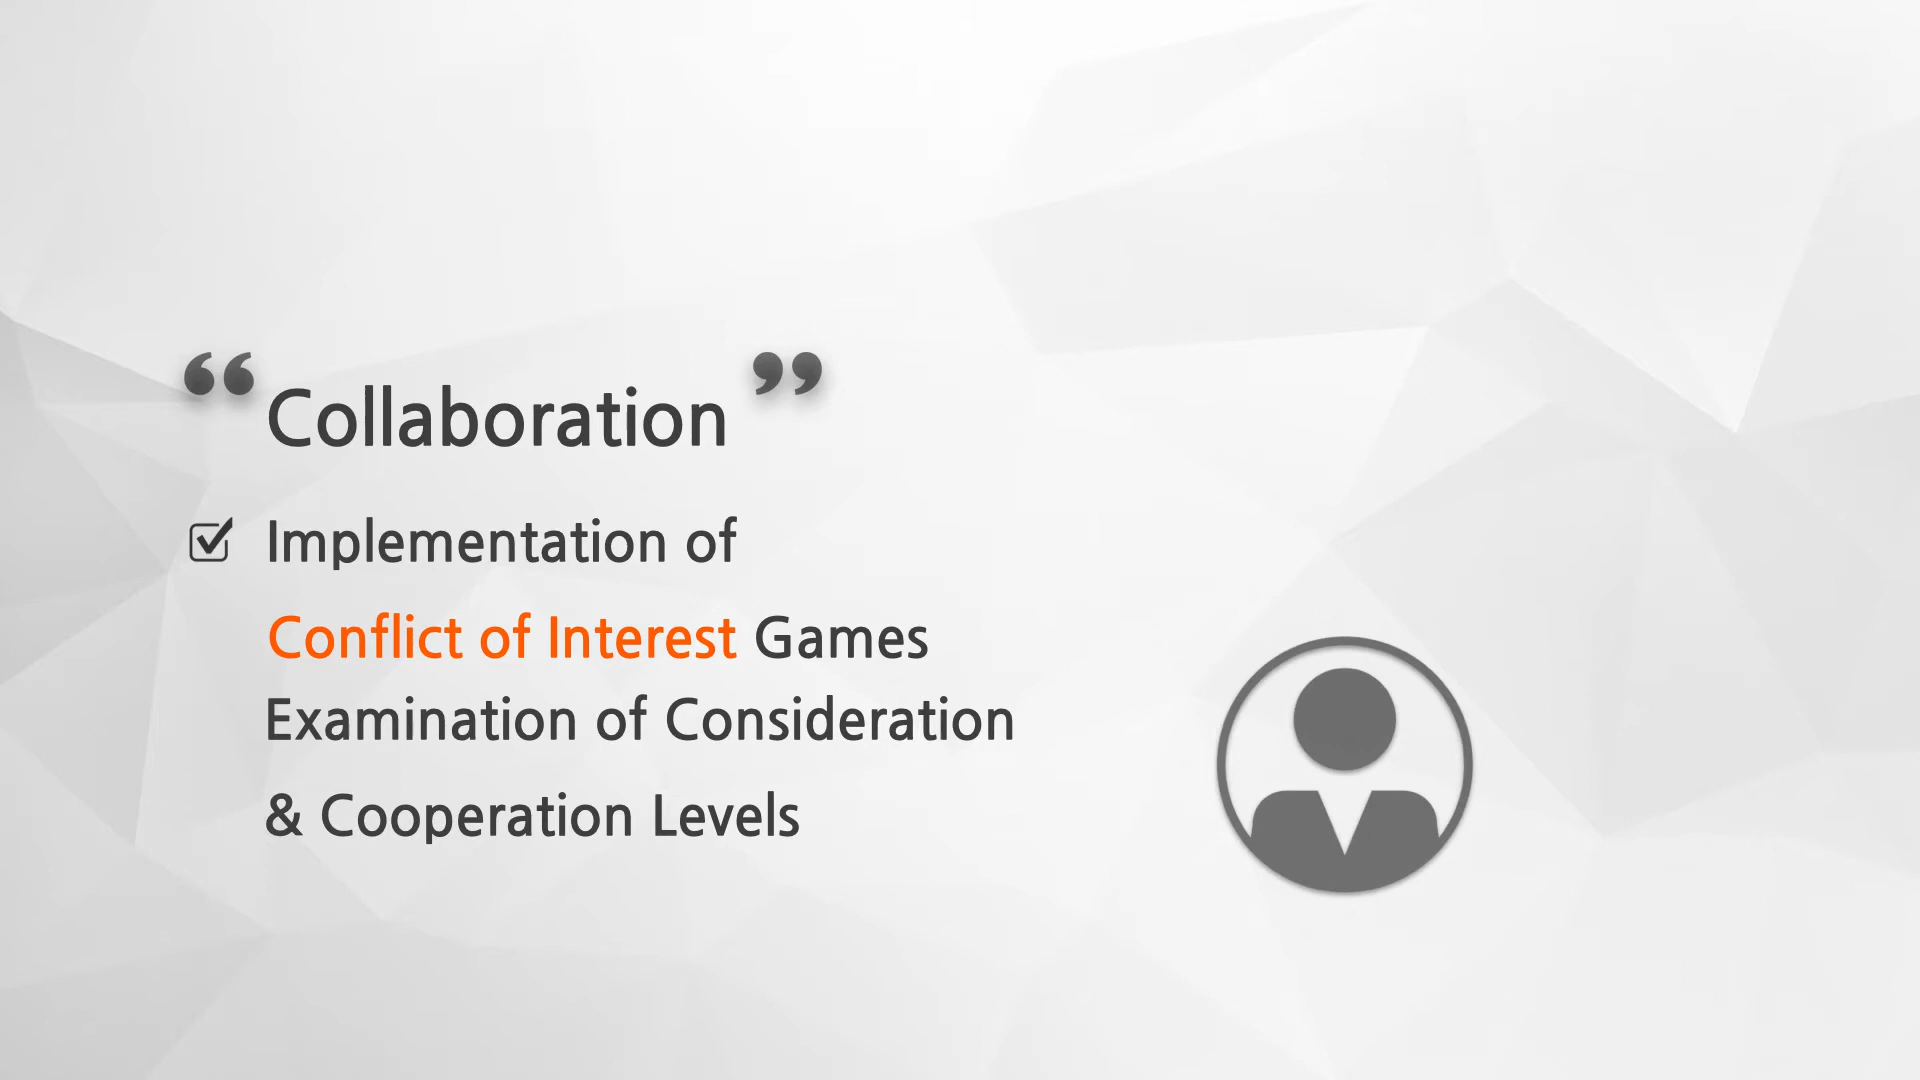 “Collaboration”
Implementation of
Conflict of Interest Games
Examination of Consideration
& Cooperation Levels